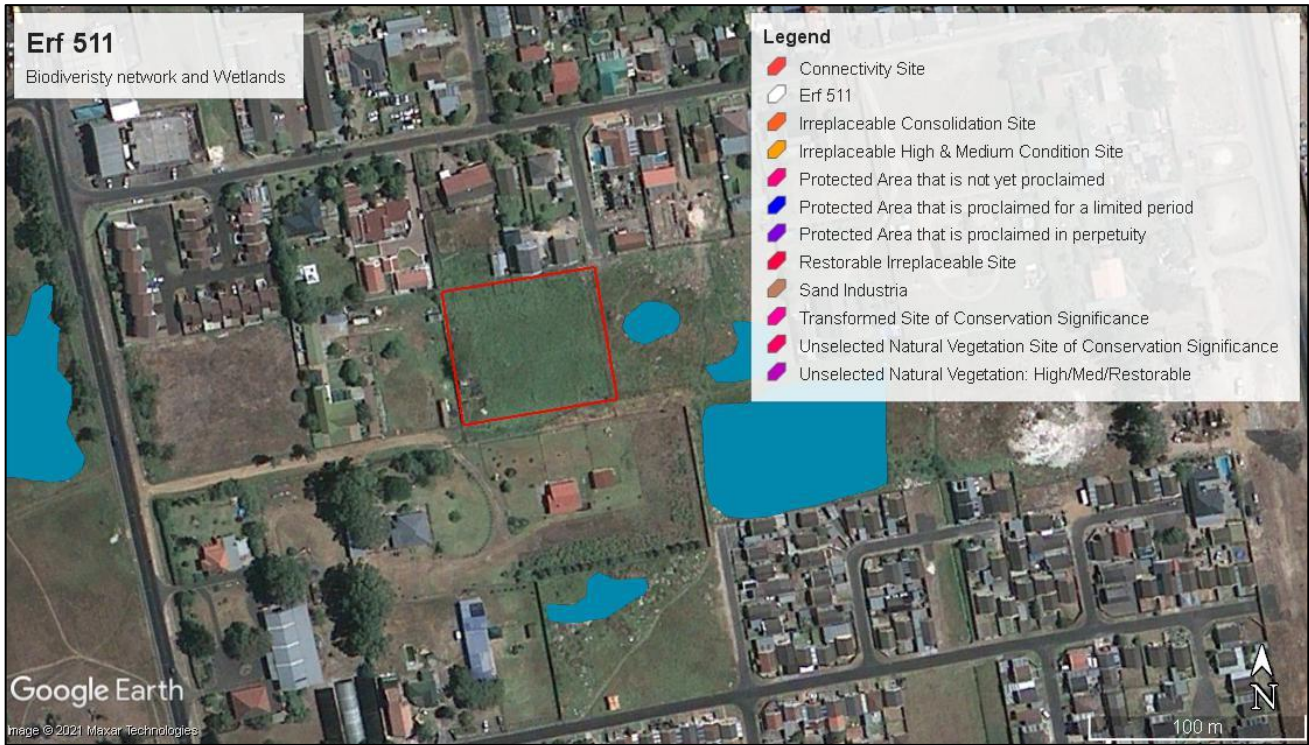 Erf 511
Biodiveristy network and Wetlands
Legend
Connectivity Site
Erf 511
Irreplaceable Consolidation Site
Irreplaceable High & Medium Condition Site
Protected Area that is not yet proclaimed
Protected Area that is proclaimed for a limited period
Protected Area that is proclaimed in perpetuity
Restorable Irreplaceable Site
Sand Industria
Transformed Site of Conservation Significance
Unselected Natural Vegetation Site of Conservation Significance
Unselected Natural Vegetation: High/Med/Restorable
Google Earth
Image © 2021 Maxar Technologies
N
100 m